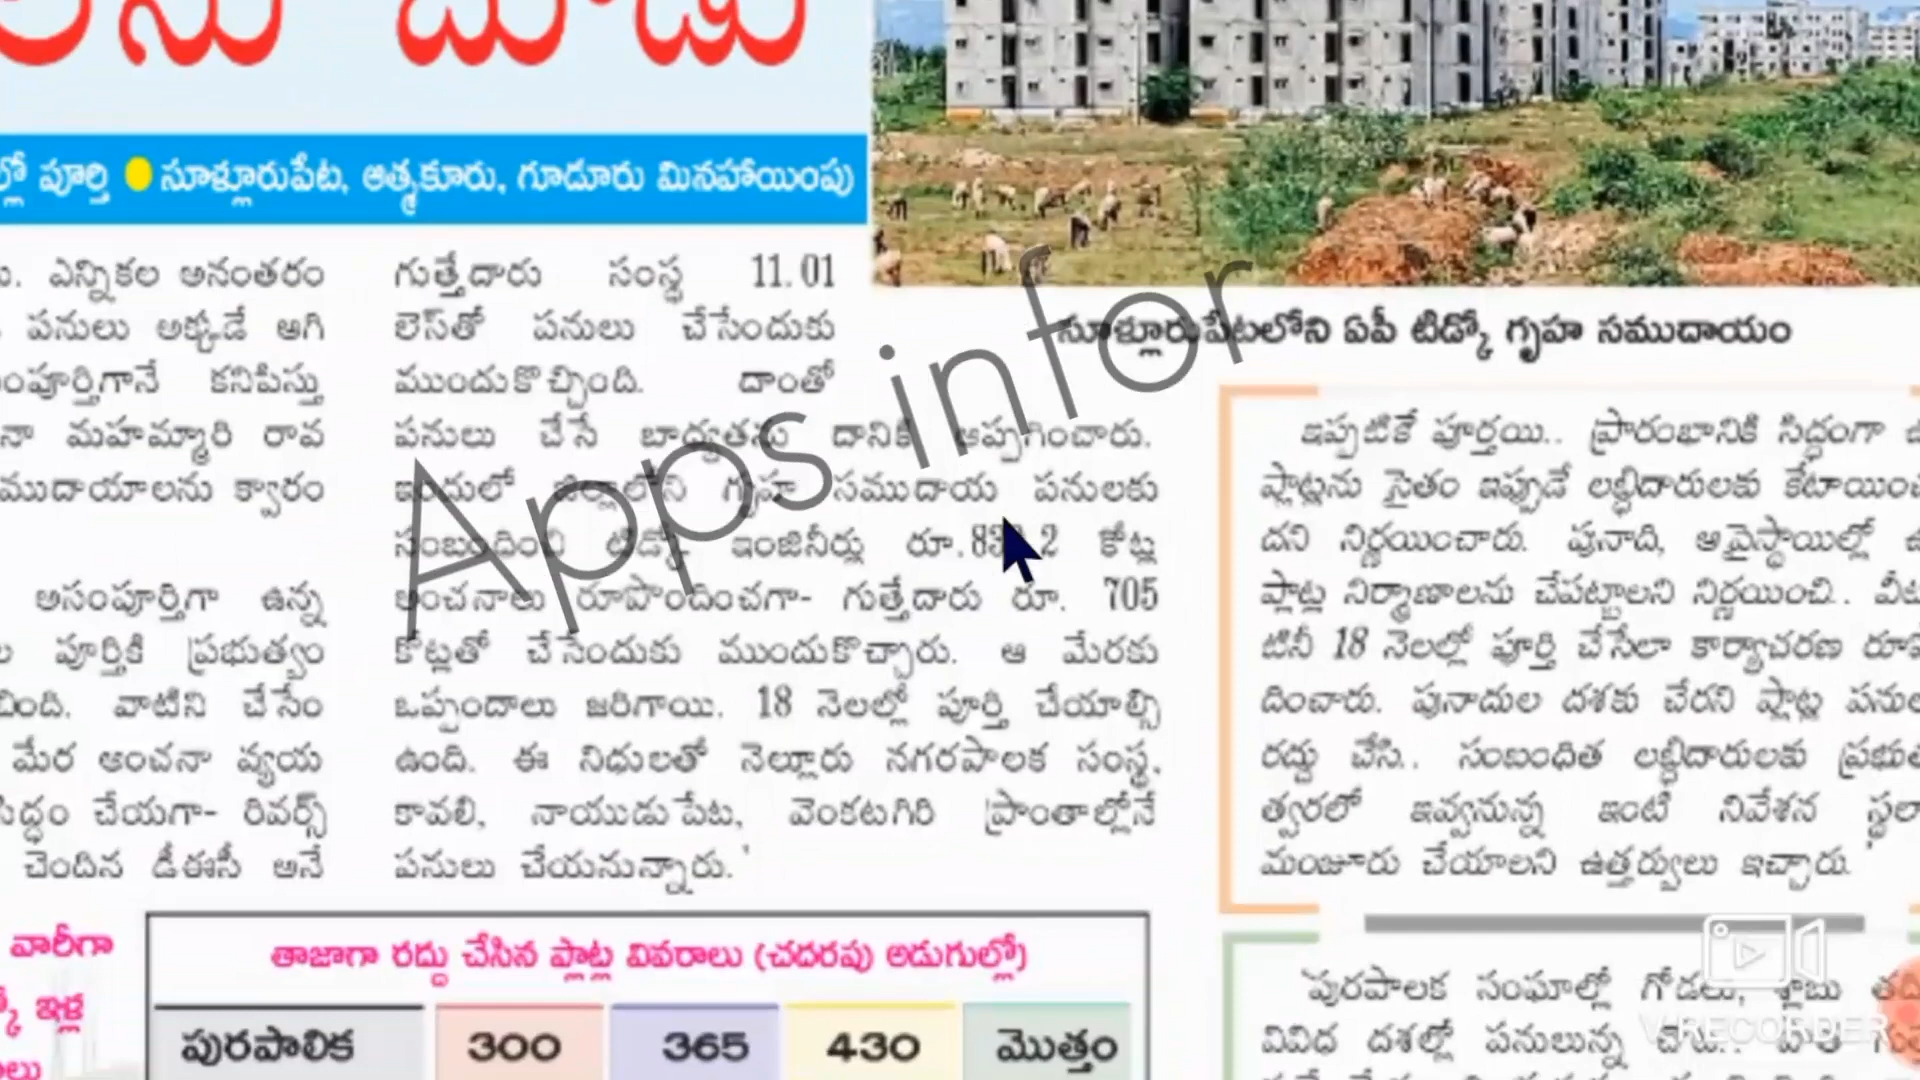 లను చూడు
ల్లో పూర్తి ● సూళ్లూరుపేట, ఆత్మకూరు, గూడూరు మినహాయింపు
ఎన్నికల అనంతరం
పనులు అక్కడే ఆగి
కనిపిస్తు
మహమ్మారి రావ
ముదాయాలను క్వారం
అసంపూర్తిగా ఉన్న
పూర్తికి ప్రభుత్వం
వాటిని చేసేం
మేర అంచనా వ్యయ
సిద్ధం చేయగా- రివర్స్
చెందిన డీఈసీ అనే
గుత్తేదారు సంస్థ 11.01
లెస్‌తో పనులు చేసేందుకు
ముందుకొచ్చింది. దాంతో
పనులు చేసే బాధ్యతను దానికి అప్పగించారు.
ఇందులో జిల్లాలోని గృహ సముదాయ పనులకు
సంబంధించి టిడ్కో ఇంజినీర్లు రూ. కోట్ల
అంచనాలు రూపొందించగా- గుత్తేదారు రూ. 705
కోట్లతో చేసేందుకు ముందుకొచ్చారు. ఆ మేరకు
ఒప్పందాలు జరిగాయి. 18 నెలల్లో పూర్తి చేయాల్సి
ఉంది. ఈ నిధులతో నెల్లూరు నగరపాలక సంస్థ,
కావలి, నాయుడుపేట, వెంకటగిరి ప్రాంతాల్లోనే
పనులు చేయనున్నారు.
Apps infor
సూళ్లూరుపేటలోని ఏపీ టిడ్కో గృహ సముదాయం
ఇప్పటికే పూర్తయి.. ప్రారంభానికి సిద్ధంగా
ప్లాట్లను సైతం ఇప్పుడే లబ్ధిదారులకు కేటాయించ
దని నిర్ణయించారు. పునాది, ఆపైస్థాయిల్లో
ప్లాట్ల నిర్మాణాలను చేపట్టాలని నిర్ణయించి.. వీట
టినీ 18 నెలల్లో పూర్తి చేసేలా కార్యాచరణ రూపొ
దించారు. పునాదుల దశకు చేరని ప్లాట్ల పనుల
రద్దు చేసి.. సంబంధిత లబ్ధిదారులకు ప్రభు
త్వరలో ఇవ్వనున్న ఇంటి నివేశన స్థలా
మంజూరు చేయాలని ఉత్తర్వులు ఇచ్చారు.
వారీగా
ఇళ్ల
తాజాగా రద్దు చేసిన ప్లాట్ల వివరాలు (చదరపు అడుగుల్లో)
పురపాలిక 300 365 430 మొత్తం
పురపాలక సంఘాల్లో గోడలు, శ్లాబు
వివిధ దశల్లో పనులున్న
VRECORDER